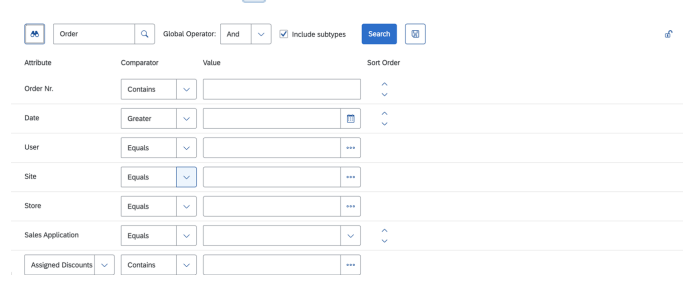 Order Global Operator: And Include subtypes Search
Attribute Comparator Value Sort Order
Order Nr. Contains
Date Greater
User Equals
Site Equals
Store Equals
Sales Application Equals
Assigned Discounts Contains